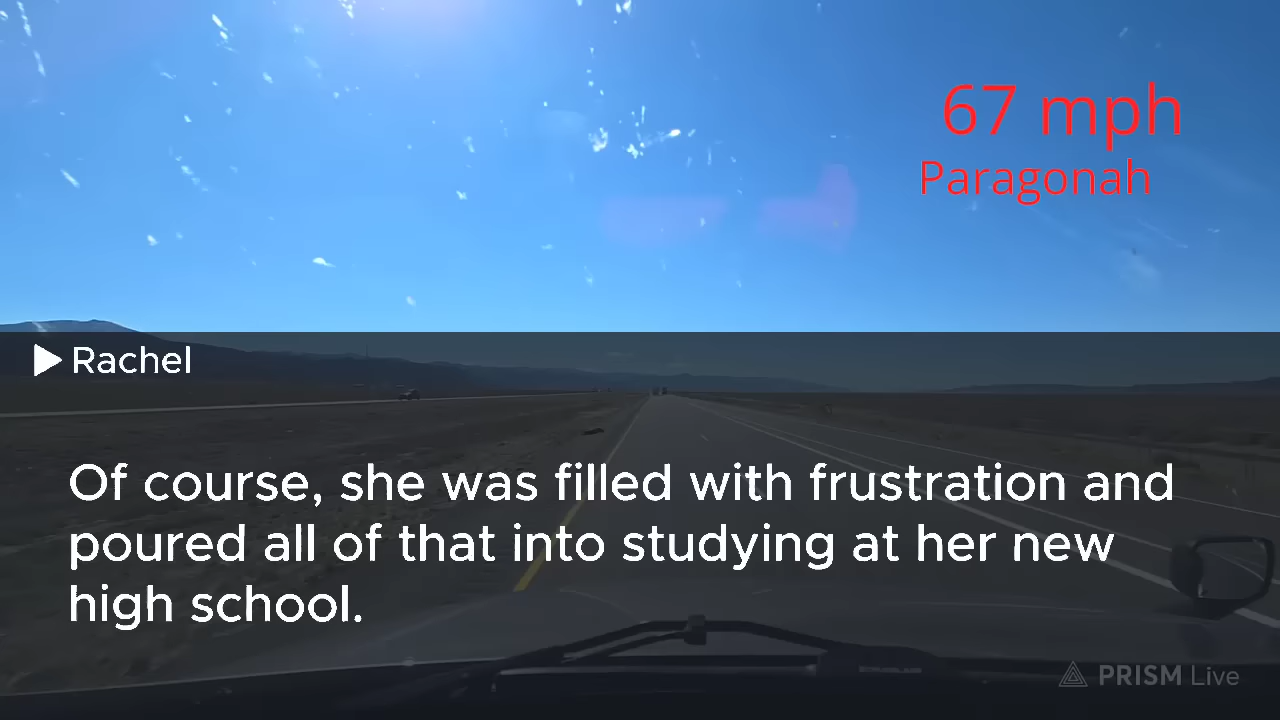 67 mph
Paragonah
Rachel
Of course, she was filled with frustration and
poured all of that into studying at her new
high school.
PRISM Live